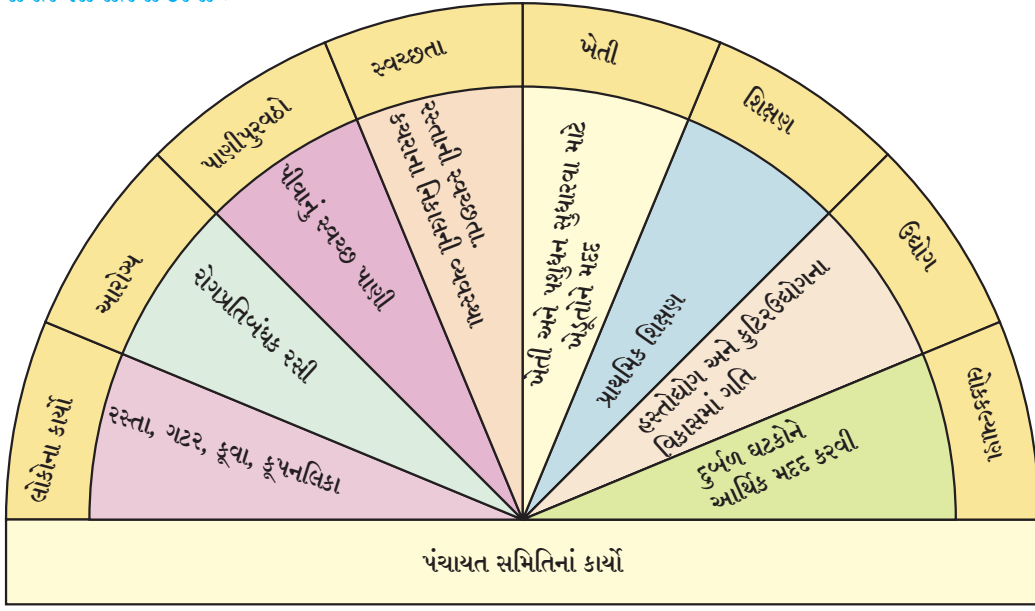 લોકોના કાર્યો
રસ્તા, ગટર, કૂવા, કૂપનલિકા
આરોગ્ય
રોગપ્રતિબંધક રસી
પાણીપુરવઠો
પીવાનું સ્વચ્છ પાણી
સ્વચ્છતા
રસ્તાની સ્વચ્છતા.
કચરાના નિકાલની વ્યવસ્થા
ખેતી
ખેતી અને પશુધન સુધારવા માટે
ખેડૂતોને મદદ
શિક્ષણ
પ્રાથમિક શિક્ષણ
ઉદ્યોગ
હસ્તોદ્યોગ અને કુટિરઉદ્યોગના
વિકાસમાં ગતિ
લોકકલ્યાણ
દુર્બળ ઘટકોને
આર્થિક મદદ કરવી
પંચાયત સમિતિનાં કાર્યો